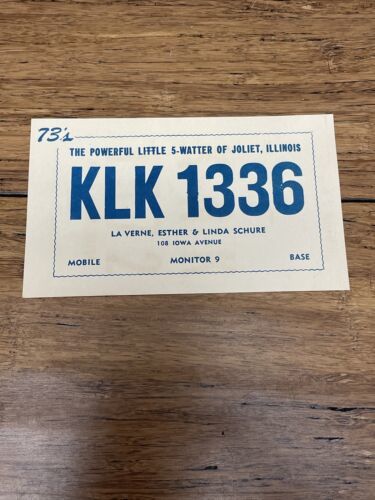 73's
THE POWERFUL LITTLE 5-WATTER OF JOLIET, ILLINOIS
KLK 1336
LA VERNE, ESTHER & LINDA SCHURE
108 IOWA AVENUE
MOBILE MONITOR 9 BASE